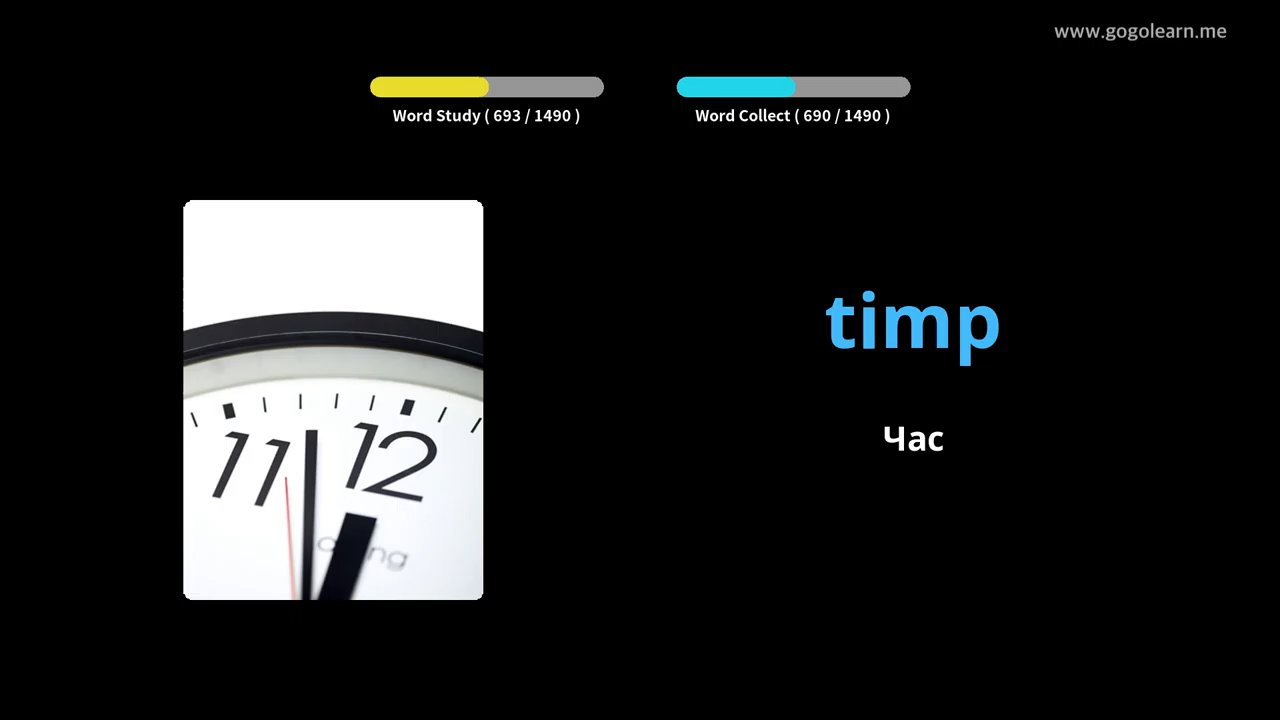 www.gogolearn.me
Word Study ( 693 / 1490 )
Word Collect ( 690 / 1490 )
timp
Час
11
12